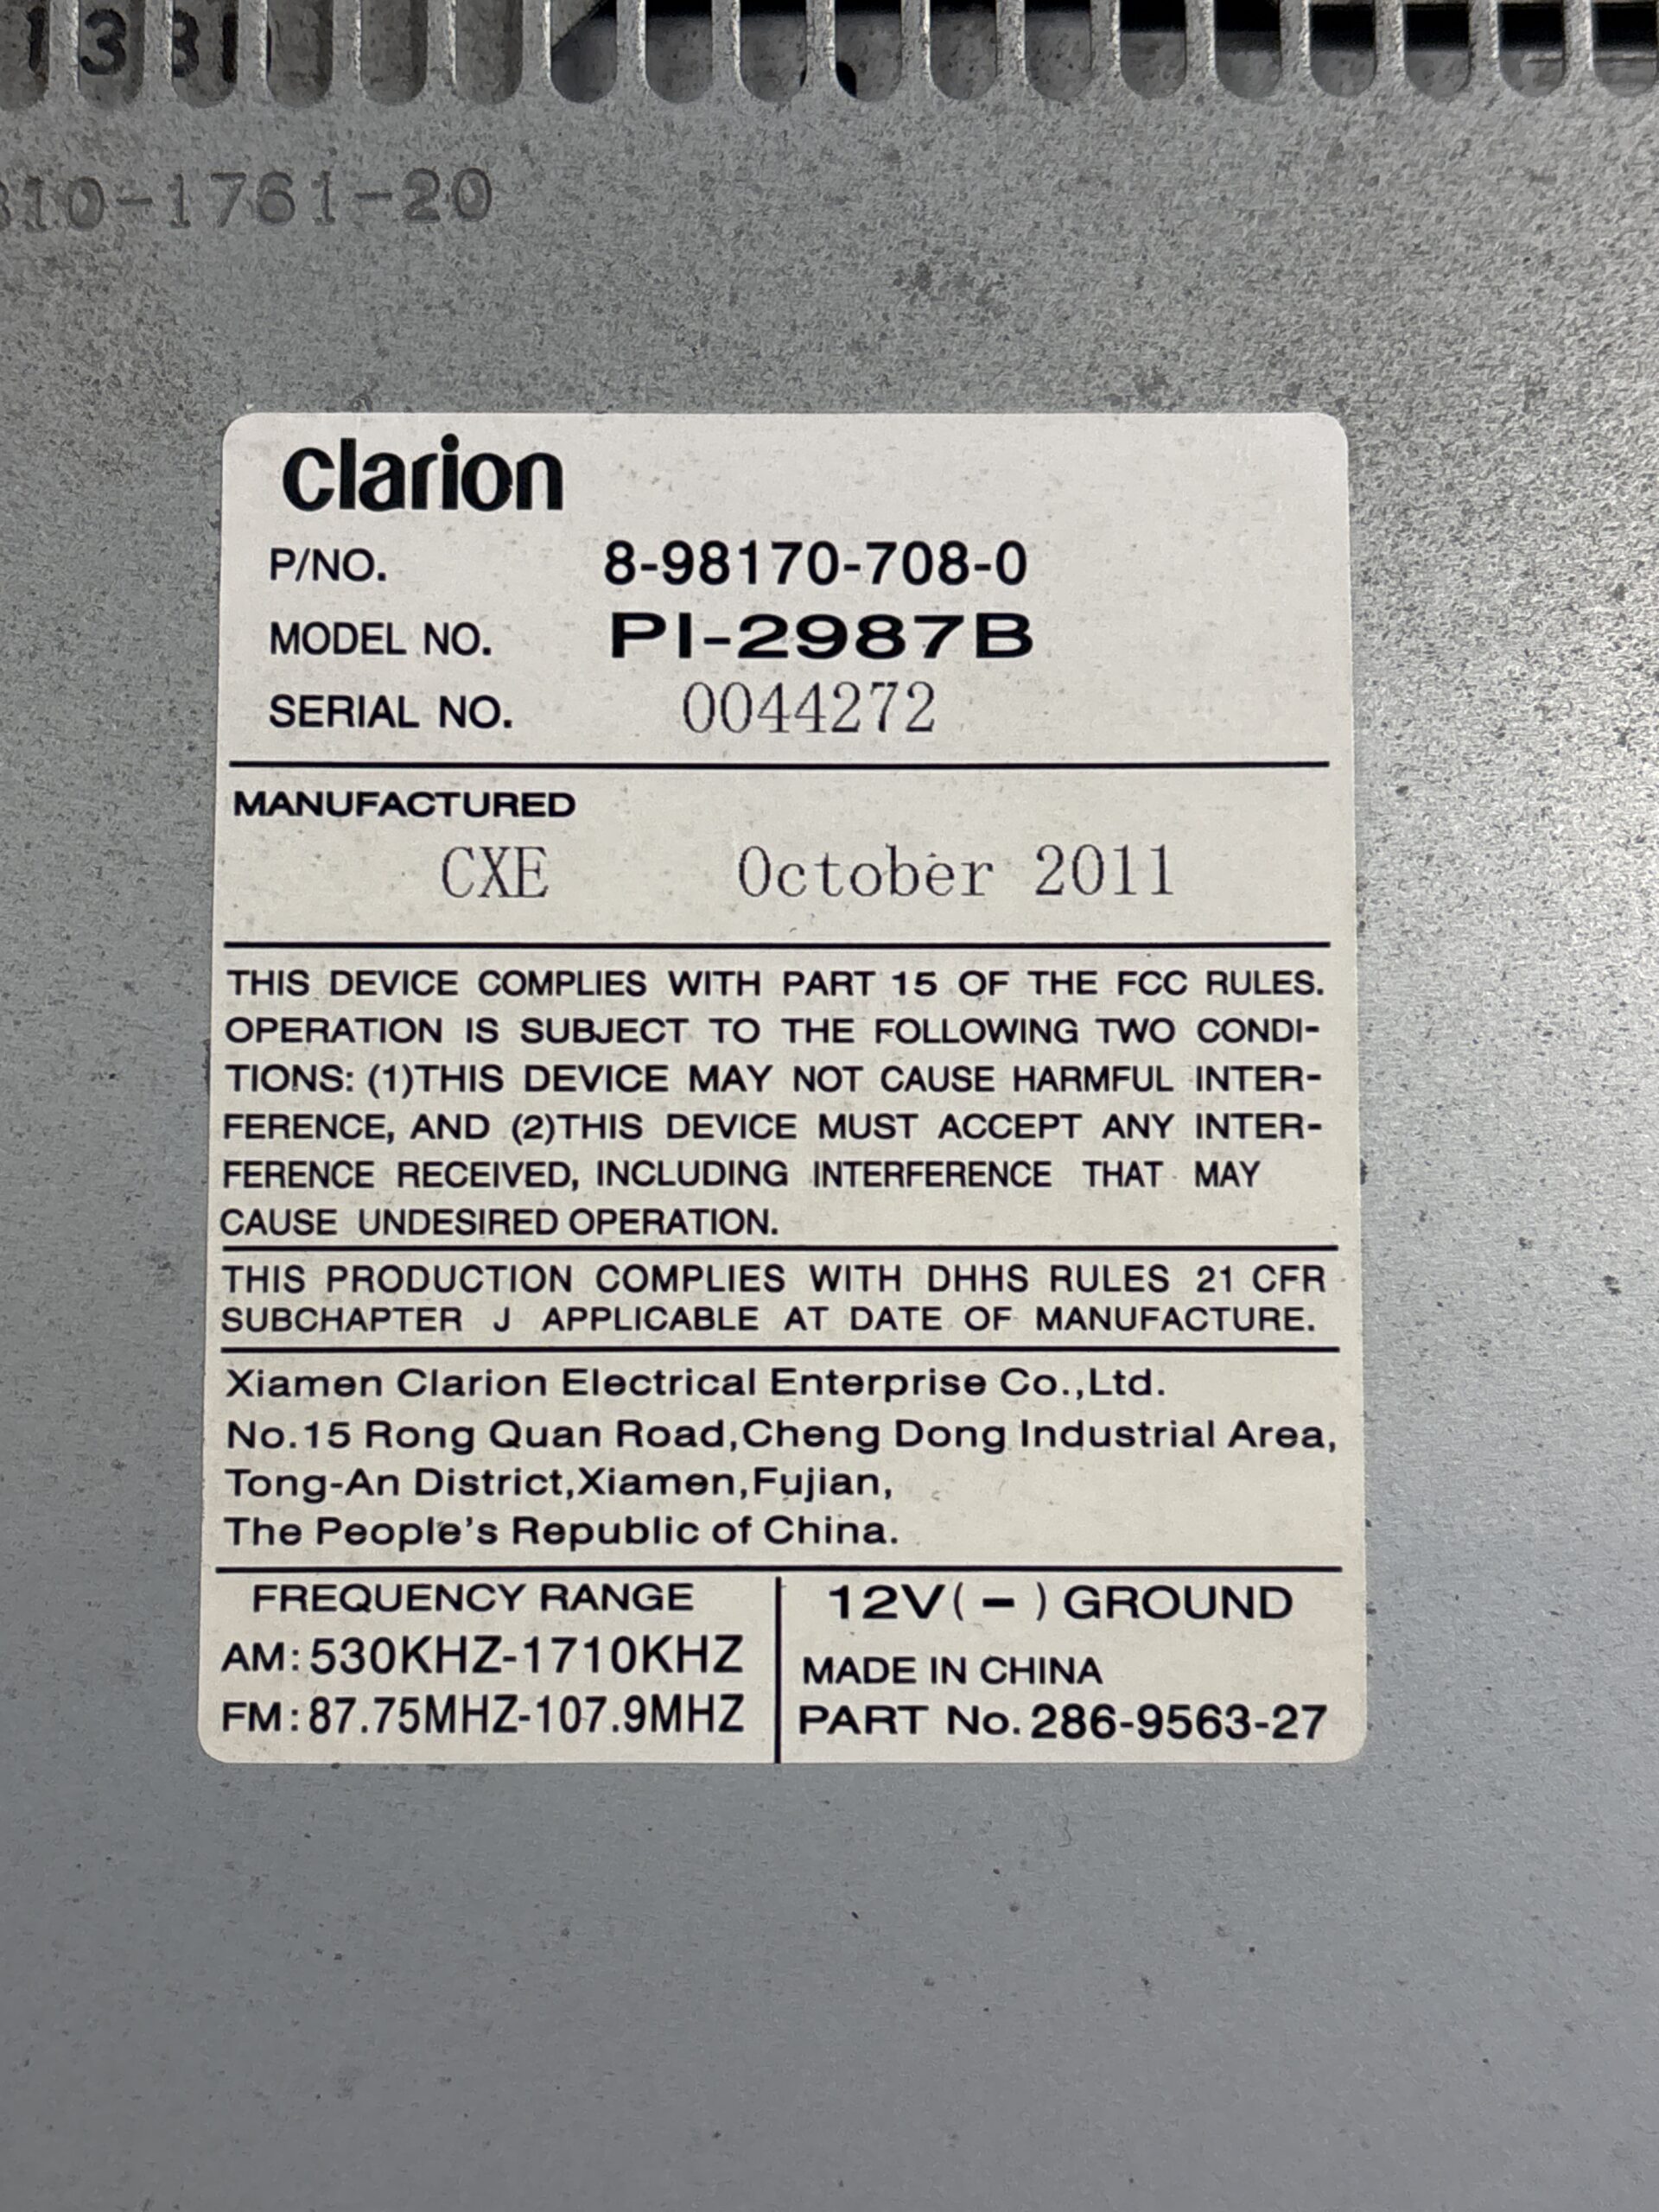 1381
310-1761-20
clarion
P/NO. 8-98170-708-0
MODEL NO. PI-2987B
SERIAL NO. 0044272
MANUFACTURED
CXE October 2011
THIS DEVICE COMPLIES WITH PART 15 OF THE FCC RULES.
OPERATION IS SUBJECT TO THE FOLLOWING TWO CONDI-
TIONS: (1)THIS DEVICE MAY NOT CAUSE HARMFUL INTER-
FERENCE, AND (2)THIS DEVICE MUST ACCEPT ANY INTER-
FERENCE RECEIVED, INCLUDING INTERFERENCE THAT MAY
CAUSE UNDESIRED OPERATION.
THIS PRODUCTION COMPLIES WITH DHHS RULES 21 CFR
SUBCHAPTER J APPLICABLE AT DATE OF MANUFACTURE.
Xiamen Clarion Electrical Enterprise Co.,Ltd.
No.15 Rong Quan Road,Cheng Dong Industrial Area,
Tong-An District,Xiamen,Fujian,
The People's Republic of China.
FREQUENCY RANGE
AM: 530KHZ-1710KHZ
FM: 87.75MHZ-107.9MHZ
12V( - ) GROUND
MADE IN CHINA
PART No. 286-9563-27